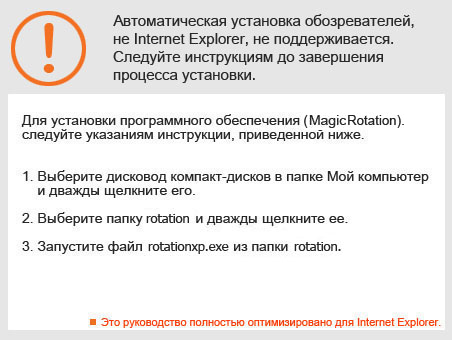 Автоматическая установка обозревателей,
не Internet Explorer, не поддерживается.
Следуйте инструкциям до завершения
процесса установки.
Для установки программного обеспечения (MagicRotation).
следуйте указаниям инструкции, приведенной ниже.
1. Выберите дисковод компакт-дисков в папке Мой компьютер
и дважды щелкните его.
2. Выберите папку rotation и дважды щелкните ее.
3. Запустите файл rotationxp.exe из папки rotation.
Это руководство полностью оптимизировано для Internet Explorer.